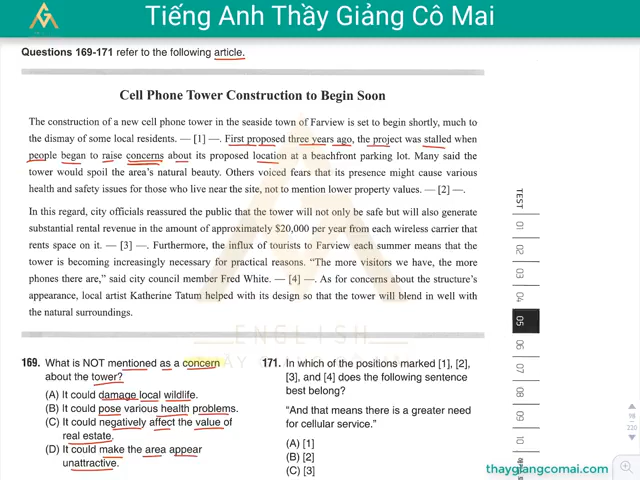 Tiếng Anh Thầy Giảng Cô Mai
Questions 169-171 refer to the following article.
Cell Phone Tower Construction to Begin Soon
The construction of a new cell phone tower in the seaside town of Farview is set to begin shortly, much to
the dismay of some local residents. — [1] —. First proposed three years ago, the project was stalled when
people began to raise concerns about its proposed location at a beachfront parking lot. Many said the
tower would spoil the area's natural beauty. Others voiced fears that its presence might cause various
health and safety issues for those who live near the site, not to mention lower property values. — [2] —.
In this regard, city officials reassured the public that the tower will not only be safe but will also generate
substantial rental revenue in the amount of approximately $20,000 per year from each wireless carrier that
rents space on it. — [3] —. Furthermore, the influx of tourists to Farview each summer means that the
tower is becoming increasingly necessary for practical reasons. “The more visitors we have, the more
phones there are,” said city council member Fred White. — [4] —. As for concerns about the structure's
appearance, local artist Katherine Tatum helped with its design so that the tower will blend in well with
the natural surroundings.
ENGLISH
169. What is NOT mentioned as a concern
about the tower?
(A) It could damage local wildlife.
(B) It could pose various health problems.
(C) It could negatively affect the value of
real estate.
(D) It could make the area appear
unattractive.
171. In which of the positions marked [1], [2],
[3], and [4] does the following sentence
best belong?
“And that means there is a greater need
for cellular service.”
(A) [1]
(B) [2]
(C) [3]
TEST
01
02
03
04
05
06
07
08
09
10
220
thaygiangcomai.com